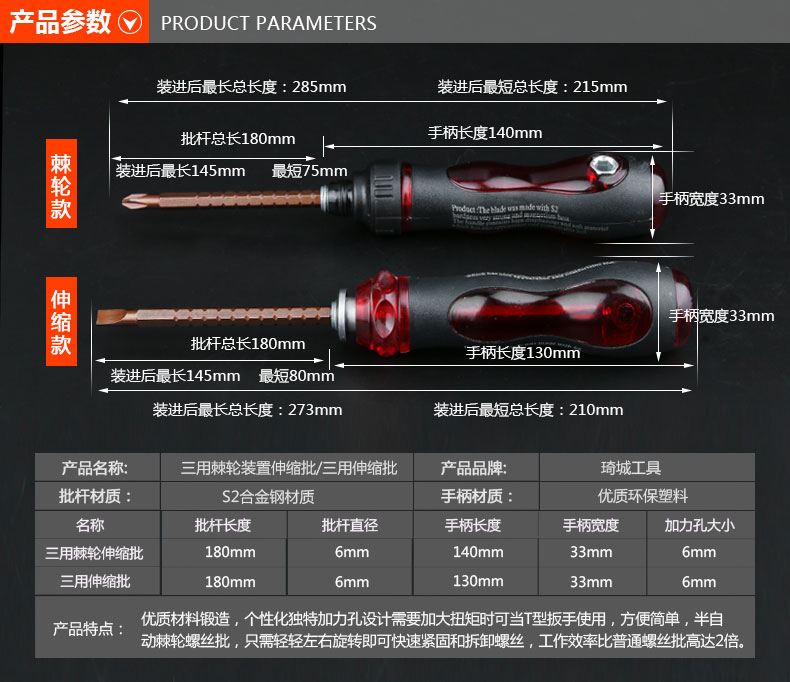 产品参数 PRODUCT PARAMETERS
装进后最长总长度：285mm 装进后最短总长度：215mm
批杆总长180mm 手柄长度140mm
装进后最长145mm 最短75mm
棘轮款
手柄宽度33mm
Product :The blade was made with S2
hardness very strong and magnetism best
伸缩款
手柄宽度33mm
批杆总长180mm 手柄长度130mm
装进后最长145mm 最短80mm
装进后最长总长度：273mm 装进后最短总长度：210mm
产品名称: 三用棘轮装置伸缩批/三用伸缩批 产品品牌: 琦城工具
批杆材质： S2合金钢材质 手柄材质： 优质环保塑料
名称 批杆长度 批杆直径 手柄长度 手柄宽度 加力孔大小
三用棘轮伸缩批 180mm 6mm 140mm 33mm 6mm
三用伸缩批 180mm 6mm 130mm 33mm 6mm
产品特点： 优质材料锻造，个性化独特加力孔设计需要加大扭矩时可当T型扳手使用，方便简单，半自
动棘轮螺丝批，只需轻轻左右旋转即可快速紧固和拆卸螺丝，工作效率比普通螺丝批高达2倍。